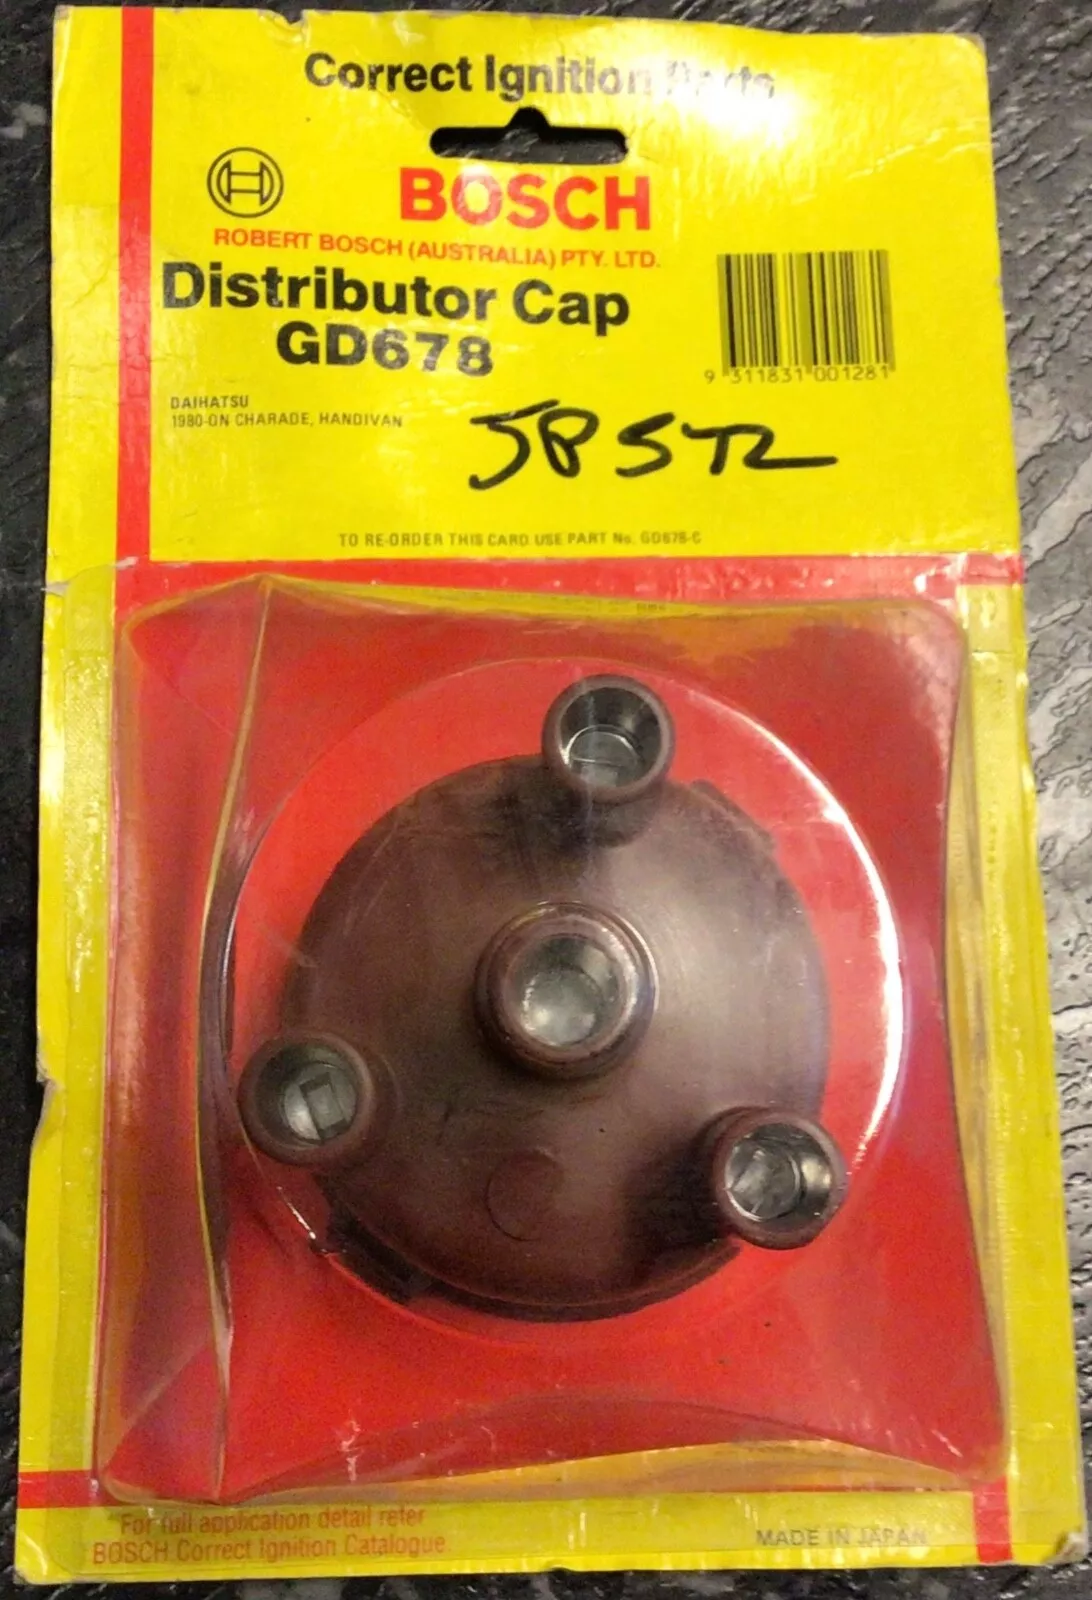 Correct Ignition Parts
BOSCH
ROBERT BOSCH (AUSTRALIA) PTY. LTD.
Distributor Cap
GD678
9 311831 001281
DAIHATSU
1980-ON CHARADE, HANDIVAN
TO RE-ORDER THIS CARD USE PART No. GD678-C
For full application detail refer
BOSCH Correct Ignition Catalogue.
MADE IN JAPAN